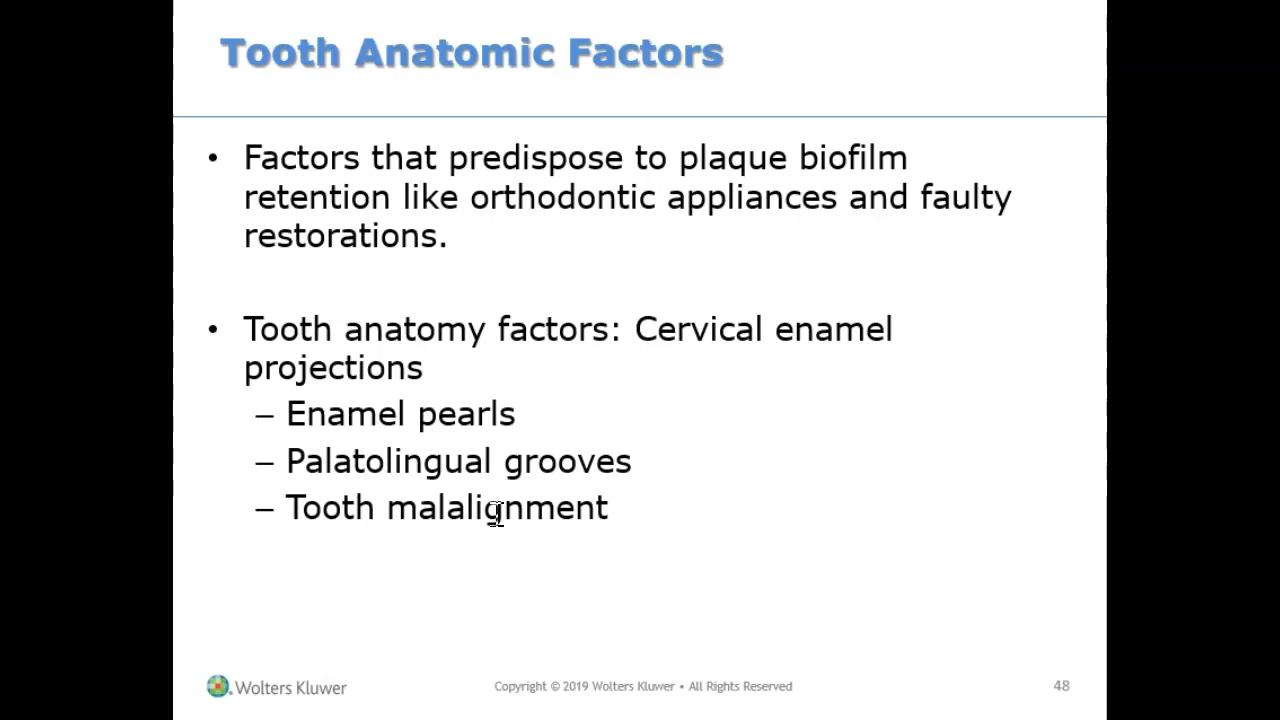 Tooth Anatomic Factors
• Factors that predispose to plaque biofilm
retention like orthodontic appliances and faulty
restorations.
• Tooth anatomy factors: Cervical enamel
projections
– Enamel pearls
– Palatolingual grooves
– Tooth malalignment
Wolters Kluwer
Copyright © 2019 Wolters Kluwer • All Rights Reserved
48